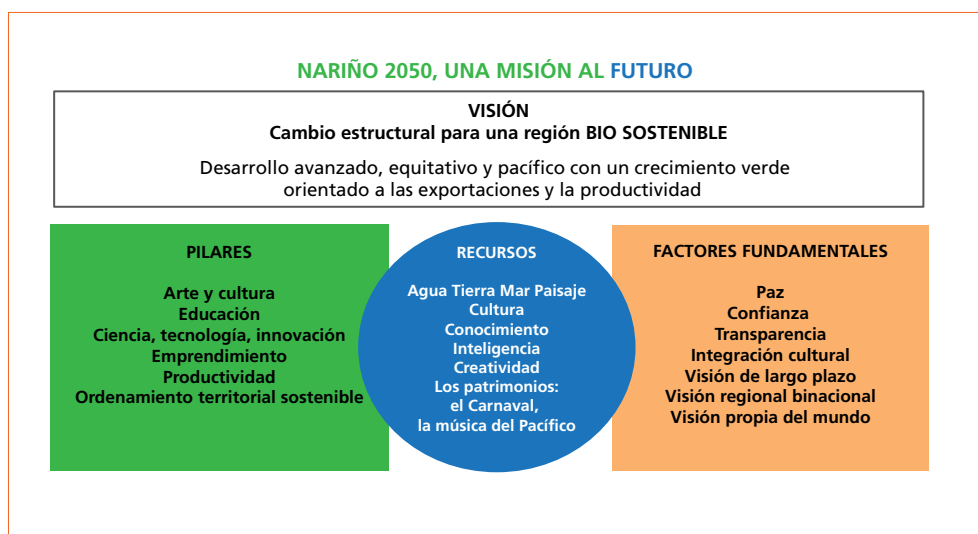 NARIÑO 2050, UNA MISIÓN AL FUTURO
VISIÓN
Cambio estructural para una región BIO SOSTENIBLE
Desarrollo avanzado, equitativo y pacífico con un crecimiento verde
orientado a las exportaciones y la productividad
PILARES
Arte y cultura
Educación
Ciencia, tecnología, innovación
Emprendimiento
Productividad
Ordenamiento territorial sostenible
RECURSOS
Agua Tierra Mar Paisaje
Cultura
Conocimiento
Inteligencia
Creatividad
Los patrimonios:
el Carnaval,
la música del Pacífico
FACTORES FUNDAMENTALES
Paz
Confianza
Transparencia
Integración cultural
Visión de largo plazo
Visión regional binacional
Visión propia del mundo